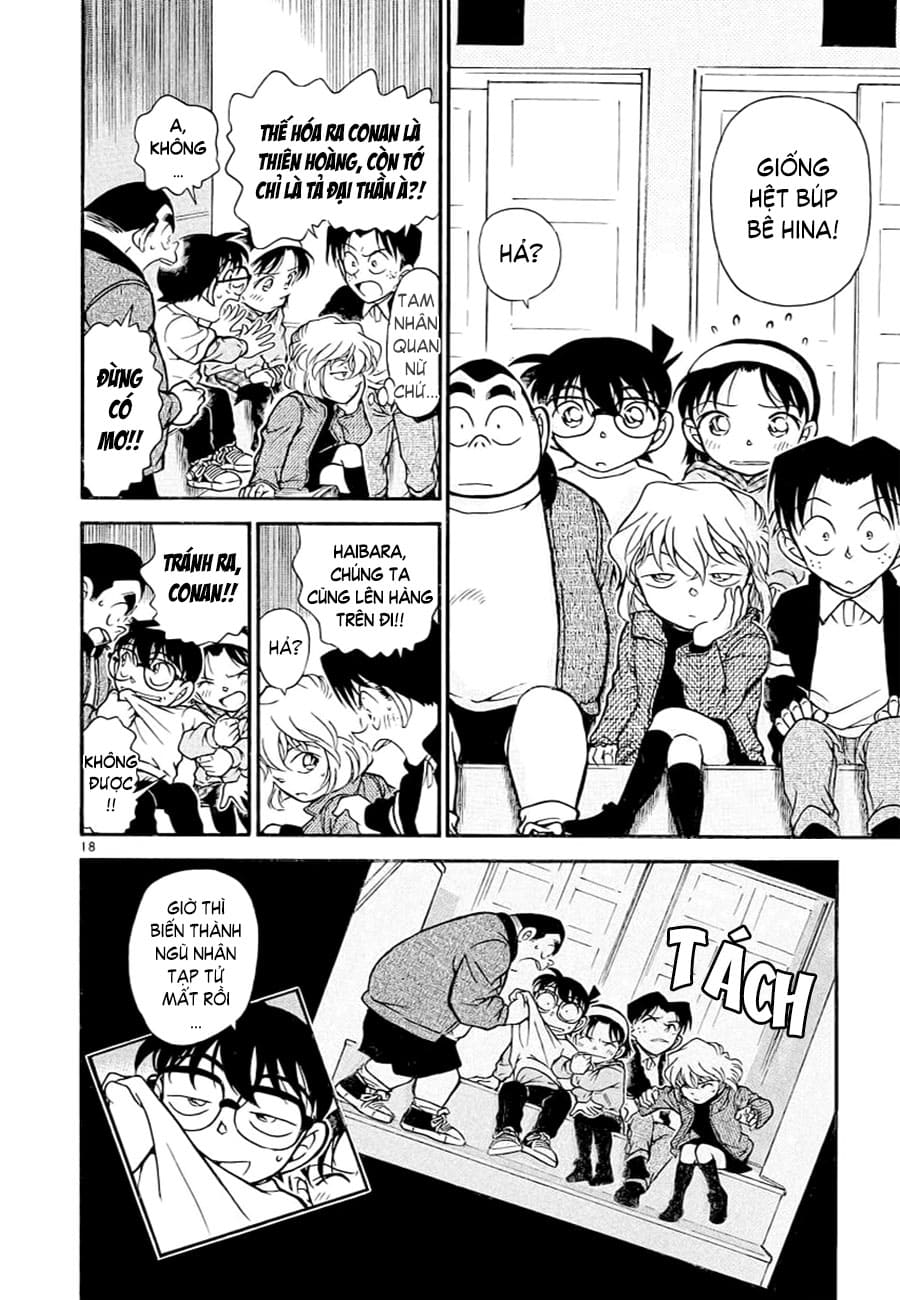 GIỐNG
HỆT BÚP
BÊ HINA!
HẢ?
THẾ HÓA RA CONAN LÀ
THIÊN HOÀNG, CÒN TỚ
CHỈ LÀ TẢ ĐẠI THẦN À?!
A,
KHÔNG
...
TAM
NHÂN
QUAN
NỮ
CHỨ...
ĐỪNG
CÓ
MƠ!!
HAIBARA,
CHÚNG TA
CŨNG LÊN HÀNG
TRÊN ĐI!!
HẢ?
TRÁNH RA,
CONAN!!
KHÔNG
ĐƯỢC
!!
18
TÁCH
GIỜ THÌ
BIẾN THÀNH
NGŨ NHÂN
TẠP TỬ
MẤT RỒI
...